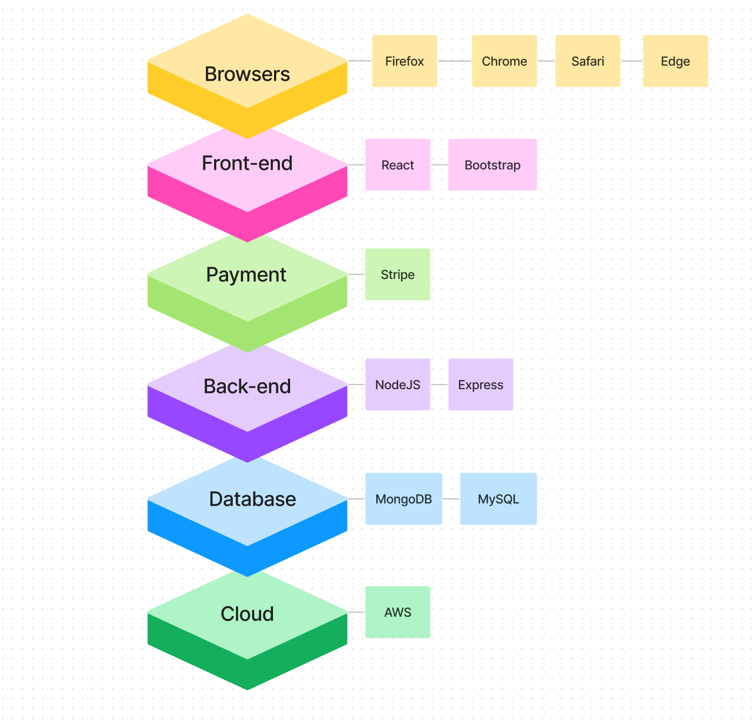 Browsers
Firefox
Chrome
Safari
Edge
Front-end
React
Bootstrap
Payment
Stripe
Back-end
NodeJS
Express
Database
MongoDB
MySQL
Cloud
AWS